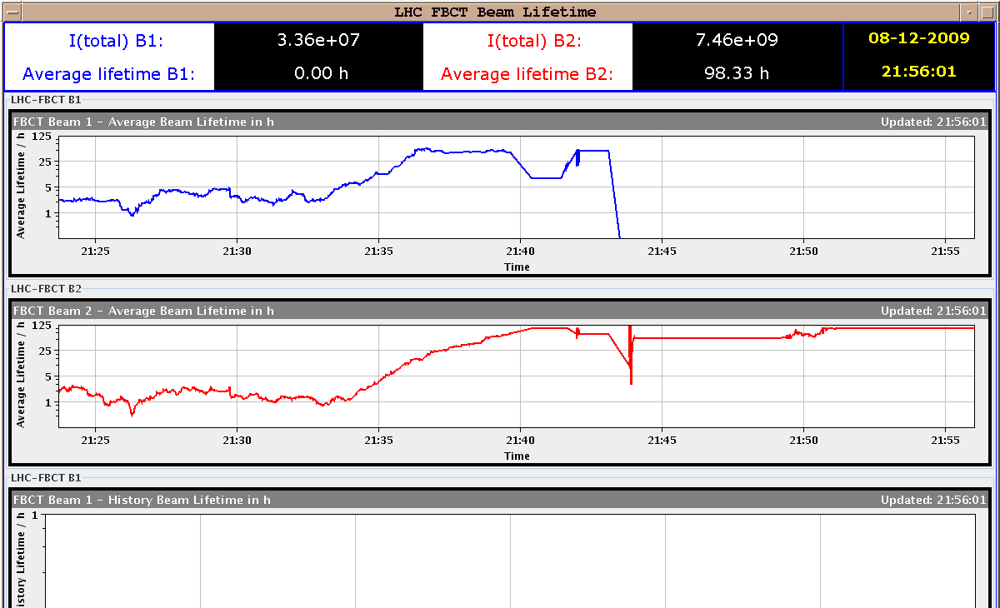 LHC FBCT Beam Lifetime
I(total) B1: 3.36e+07 I(total) B2: 7.46e+09 08-12-2009
Average lifetime B1: 0.00 h Average lifetime B2: 98.33 h 21:56:01
LHC-FBCT B1
FBCT Beam 1 - Average Beam Lifetime in h Updated: 21:56:01
Average Lifetime / h
125
25
5
1
21:25 21:30 21:35 21:40 21:45 21:50 21:55
Time
LHC-FBCT B2
FBCT Beam 2 - Average Beam Lifetime in h Updated: 21:56:01
Average Lifetime / h
125
25
5
1
21:25 21:30 21:35 21:40 21:45 21:50 21:55
Time
LHC-FBCT B1
FBCT Beam 1 - History Beam Lifetime in h Updated: 21:56:01
istory Lifetime / h
1